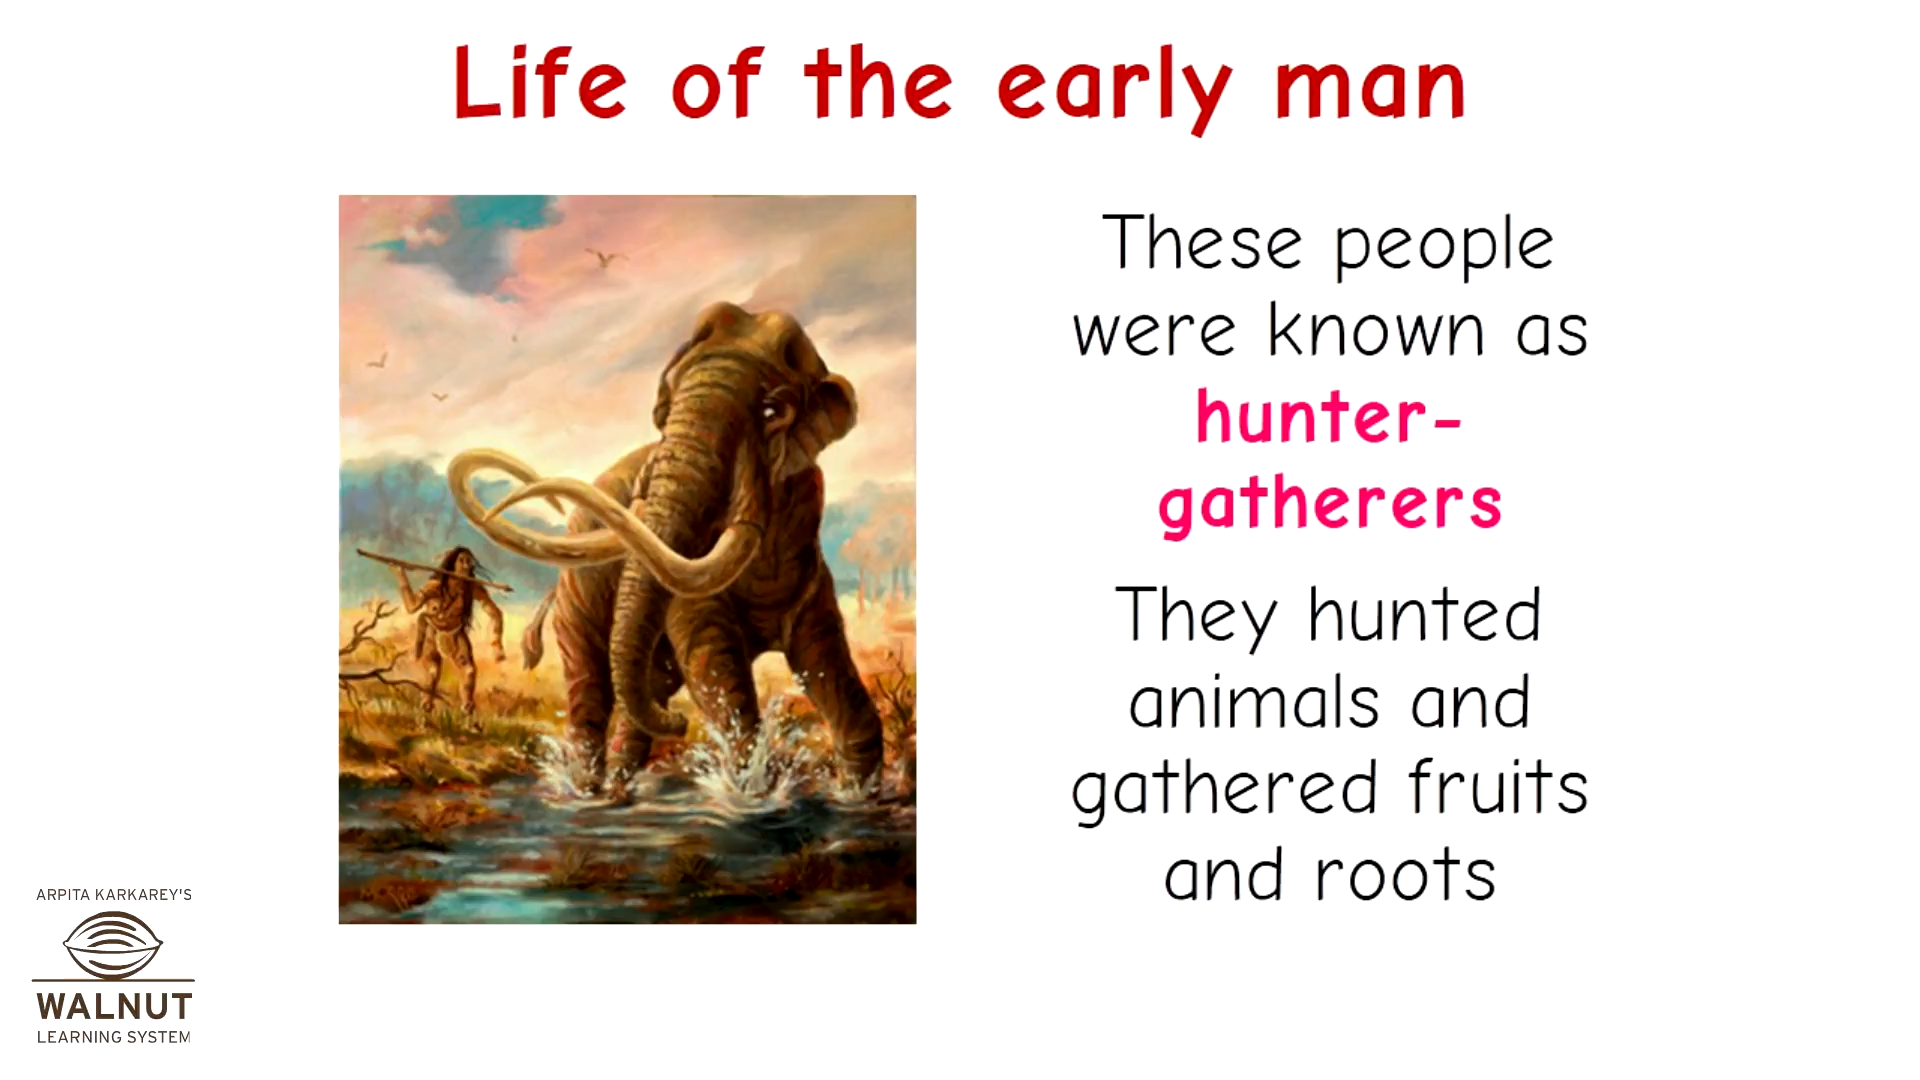 Life of the early man
These people
were known as
hunter-
gatherers
They hunted
animals and
gathered fruits
and roots
ARPITA KARKAREY'S
WALNUT
LEARNING SYSTEM